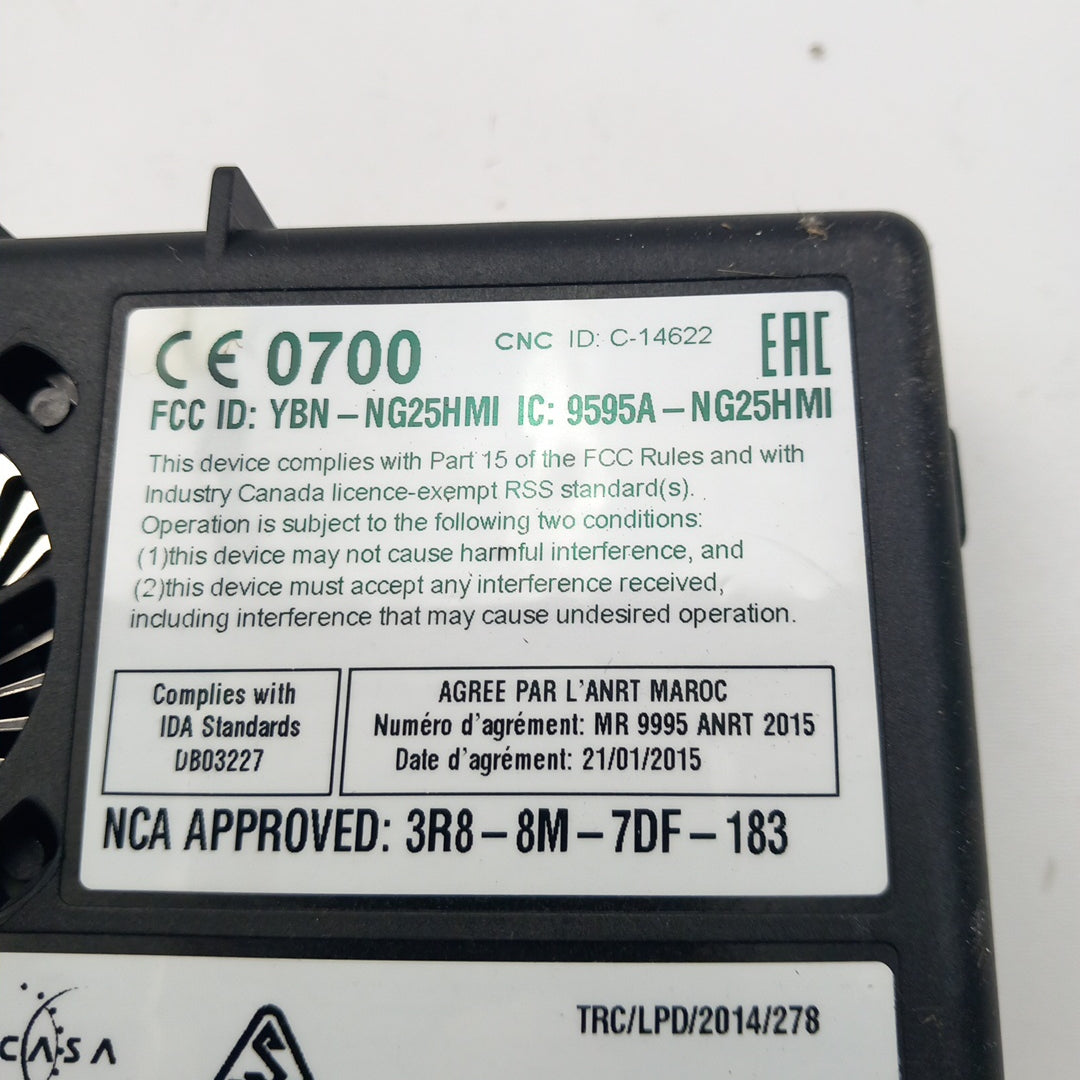 CE 0700 CNC ID: C-14622 EAC
FCC ID: YBN-NG25HMI IC: 9595A-NG25HMI
This device complies with Part 15 of the FCC Rules and with
Industry Canada licence-exempt RSS standard(s).
Operation is subject to the following two conditions:
(1)this device may not cause harmful interference, and
(2)this device must accept any interference received,
including interference that may cause undesired operation.
Complies with
IDA Standards
DB03227
AGREE PAR L'ANRT MAROC
Numéro d'agrément: MR 9995 ANRT 2015
Date d'agrément: 21/01/2015
NCA APPROVED: 3R8-8M-7DF-183
TRC/LPD/2014/278
CASA